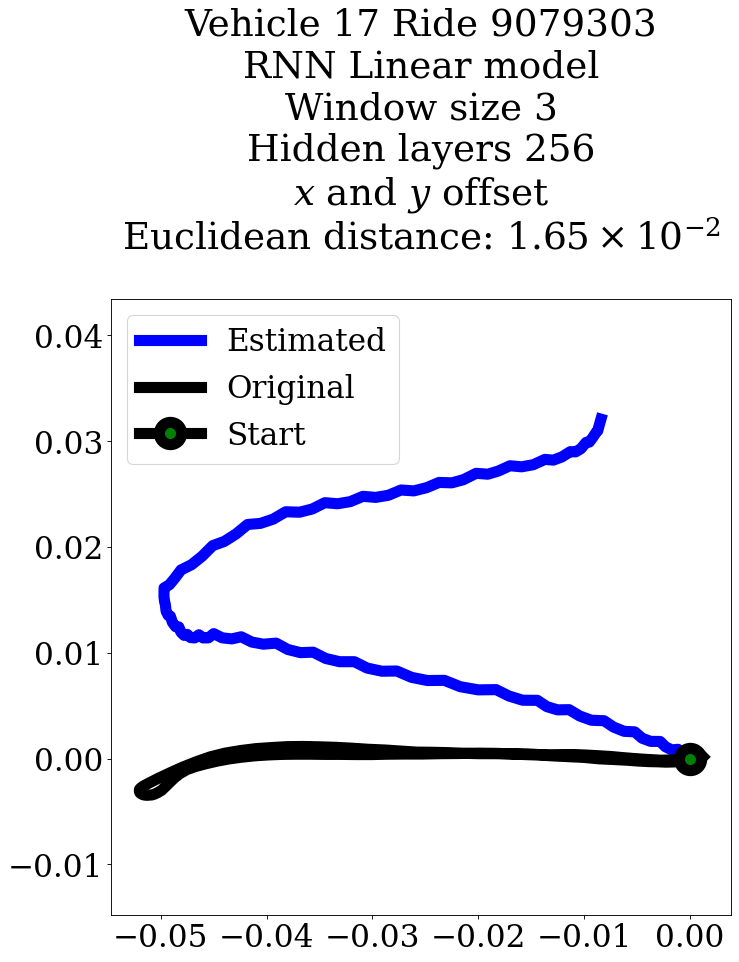 Vehicle 17 Ride 9079303
RNN Linear model
Window size 3
Hidden layers 256
x and y offset
Euclidean distance: 1.65 × 10⁻²
Estimated
Original
Start
0.04
0.03
0.02
0.01
0.00
−0.01
−0.05 −0.04 −0.03 −0.02 −0.01 0.00